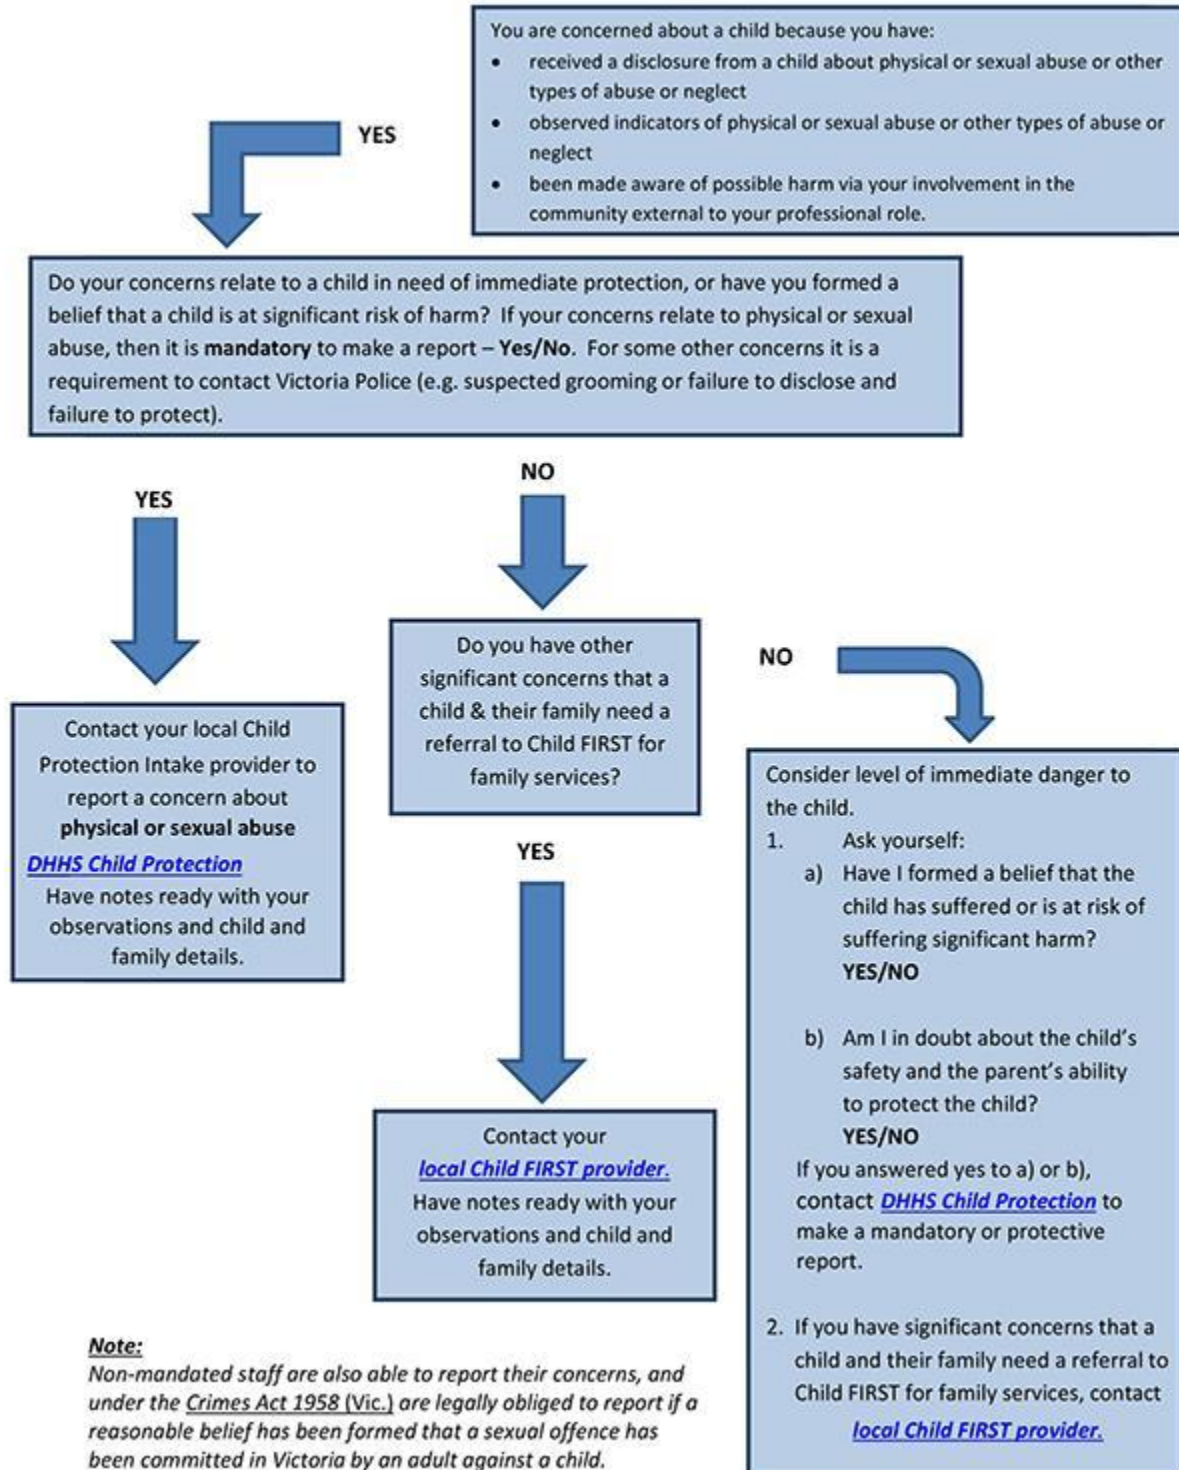 You are concerned about a child because you have:
• received a disclosure from a child about physical or sexual abuse or other
types of abuse or neglect
• observed indicators of physical or sexual abuse or other types of abuse or
neglect
• been made aware of possible harm via your involvement in the
community external to your professional role.
YES
Do your concerns relate to a child in need of immediate protection, or have you formed a
belief that a child is at significant risk of harm? If your concerns relate to physical or sexual
abuse, then it is mandatory to make a report – Yes/No. For some other concerns it is a
requirement to contact Victoria Police (e.g. suspected grooming or failure to disclose and
failure to protect).
YES
NO
Contact your local Child
Protection Intake provider to
report a concern about
physical or sexual abuse
DHHS Child Protection
Have notes ready with your
observations and child and
family details.
Do you have other
significant concerns that a
child & their family need a
referral to Child FIRST for
family services?
YES
NO
Contact your
local Child FIRST provider.
Have notes ready with your
observations and child and
family details.
Consider level of immediate danger to
the child.
1. Ask yourself:
a) Have I formed a belief that the
child has suffered or is at risk of
suffering significant harm?
YES/NO
b) Am I in doubt about the child's
safety and the parent's ability
to protect the child?
YES/NO
If you answered yes to a) or b),
contact DHHS Child Protection to
make a mandatory or protective
report.
2. If you have significant concerns that a
child and their family need a referral to
Child FIRST for family services, contact
local Child FIRST provider.
Note:
Non-mandated staff are also able to report their concerns, and
under the Crimes Act 1958 (Vic.) are legally obliged to report if a
reasonable belief has been formed that a sexual offence has
been committed in Victoria by an adult against a child.